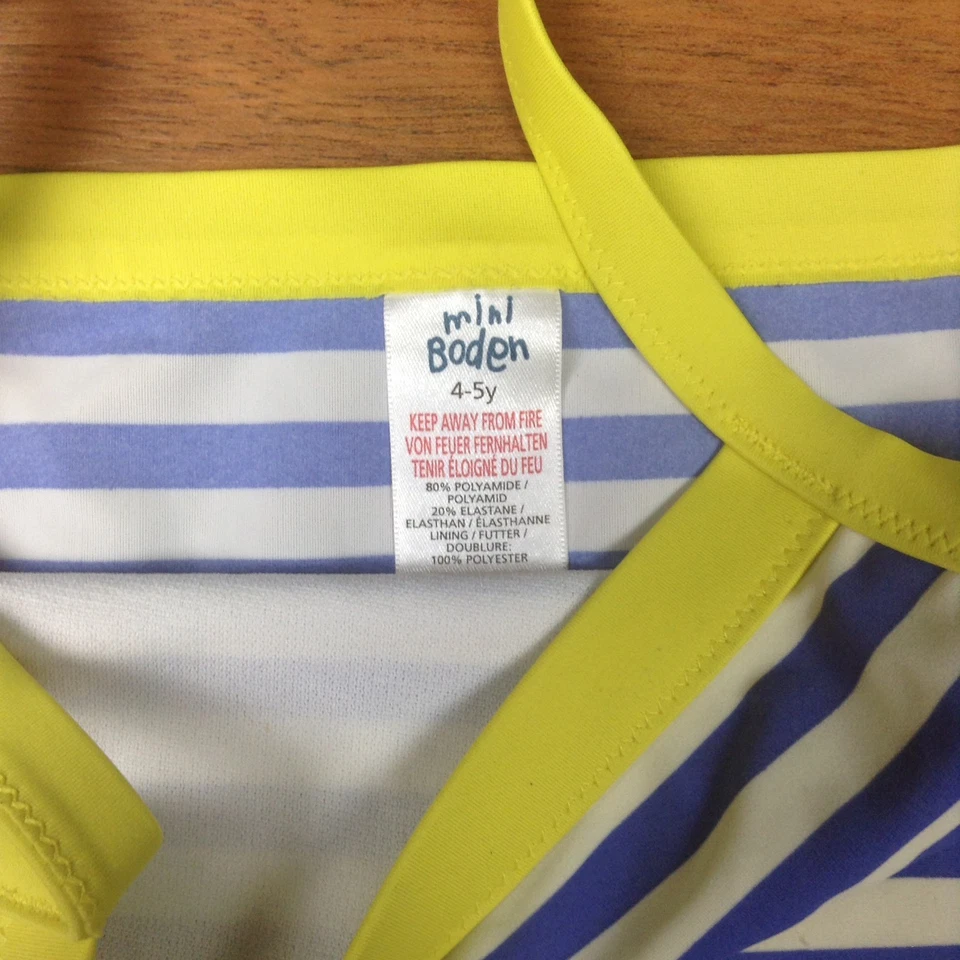 mini
Boden
4-5y
KEEP AWAY FROM FIRE
VON FEUER FERNHALTEN
TENIR ÉLOIGNÉ DU FEU
80% POLYAMIDE /
POLYAMID
20% ELASTANE /
ELASTHAN / ÉLASTHANNE
LINING / FUTTER /
DOUBLURE:
100% POLYESTER